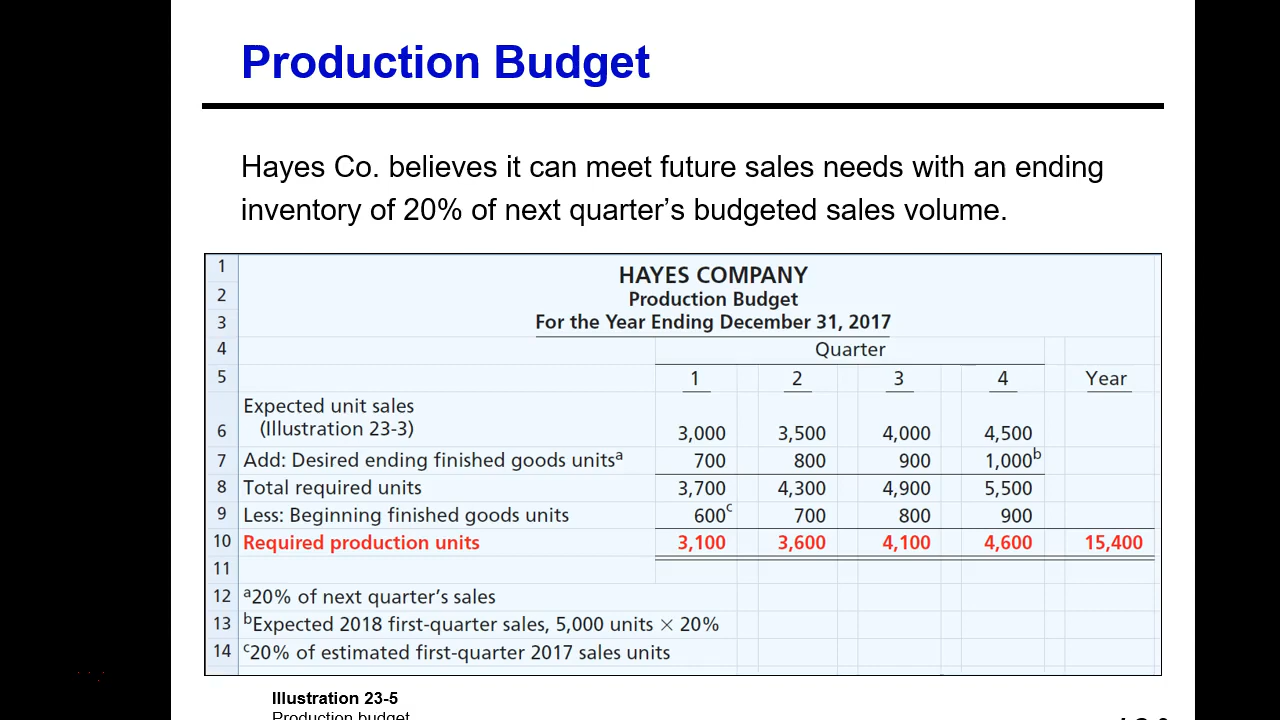 Production Budget
Hayes Co. believes it can meet future sales needs with an ending
inventory of 20% of next quarter’s budgeted sales volume.
1 HAYES COMPANY
2 Production Budget
3 For the Year Ending December 31, 2017
4 Quarter
5 1 2 3 4 Year
Expected unit sales
6 (Illustration 23-3) 3,000 3,500 4,000 4,500
7 Add: Desired ending finished goods unitsᵃ 700 800 900 1,000ᵇ
8 Total required units 3,700 4,300 4,900 5,500
9 Less: Beginning finished goods units 600ᶜ 700 800 900
10 Required production units 3,100 3,600 4,100 4,600 15,400
11
12 ᵃ20% of next quarter’s sales
13 ᵇExpected 2018 first-quarter sales, 5,000 units × 20%
14 ᶜ20% of estimated first-quarter 2017 sales units
Illustration 23-5
Production budget